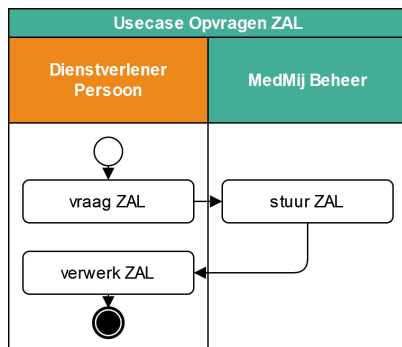 Usecase Opvragen ZAL
Dienstverlener
Persoon
MedMij Beheer
vraag ZAL
stuur ZAL
verwerk ZAL